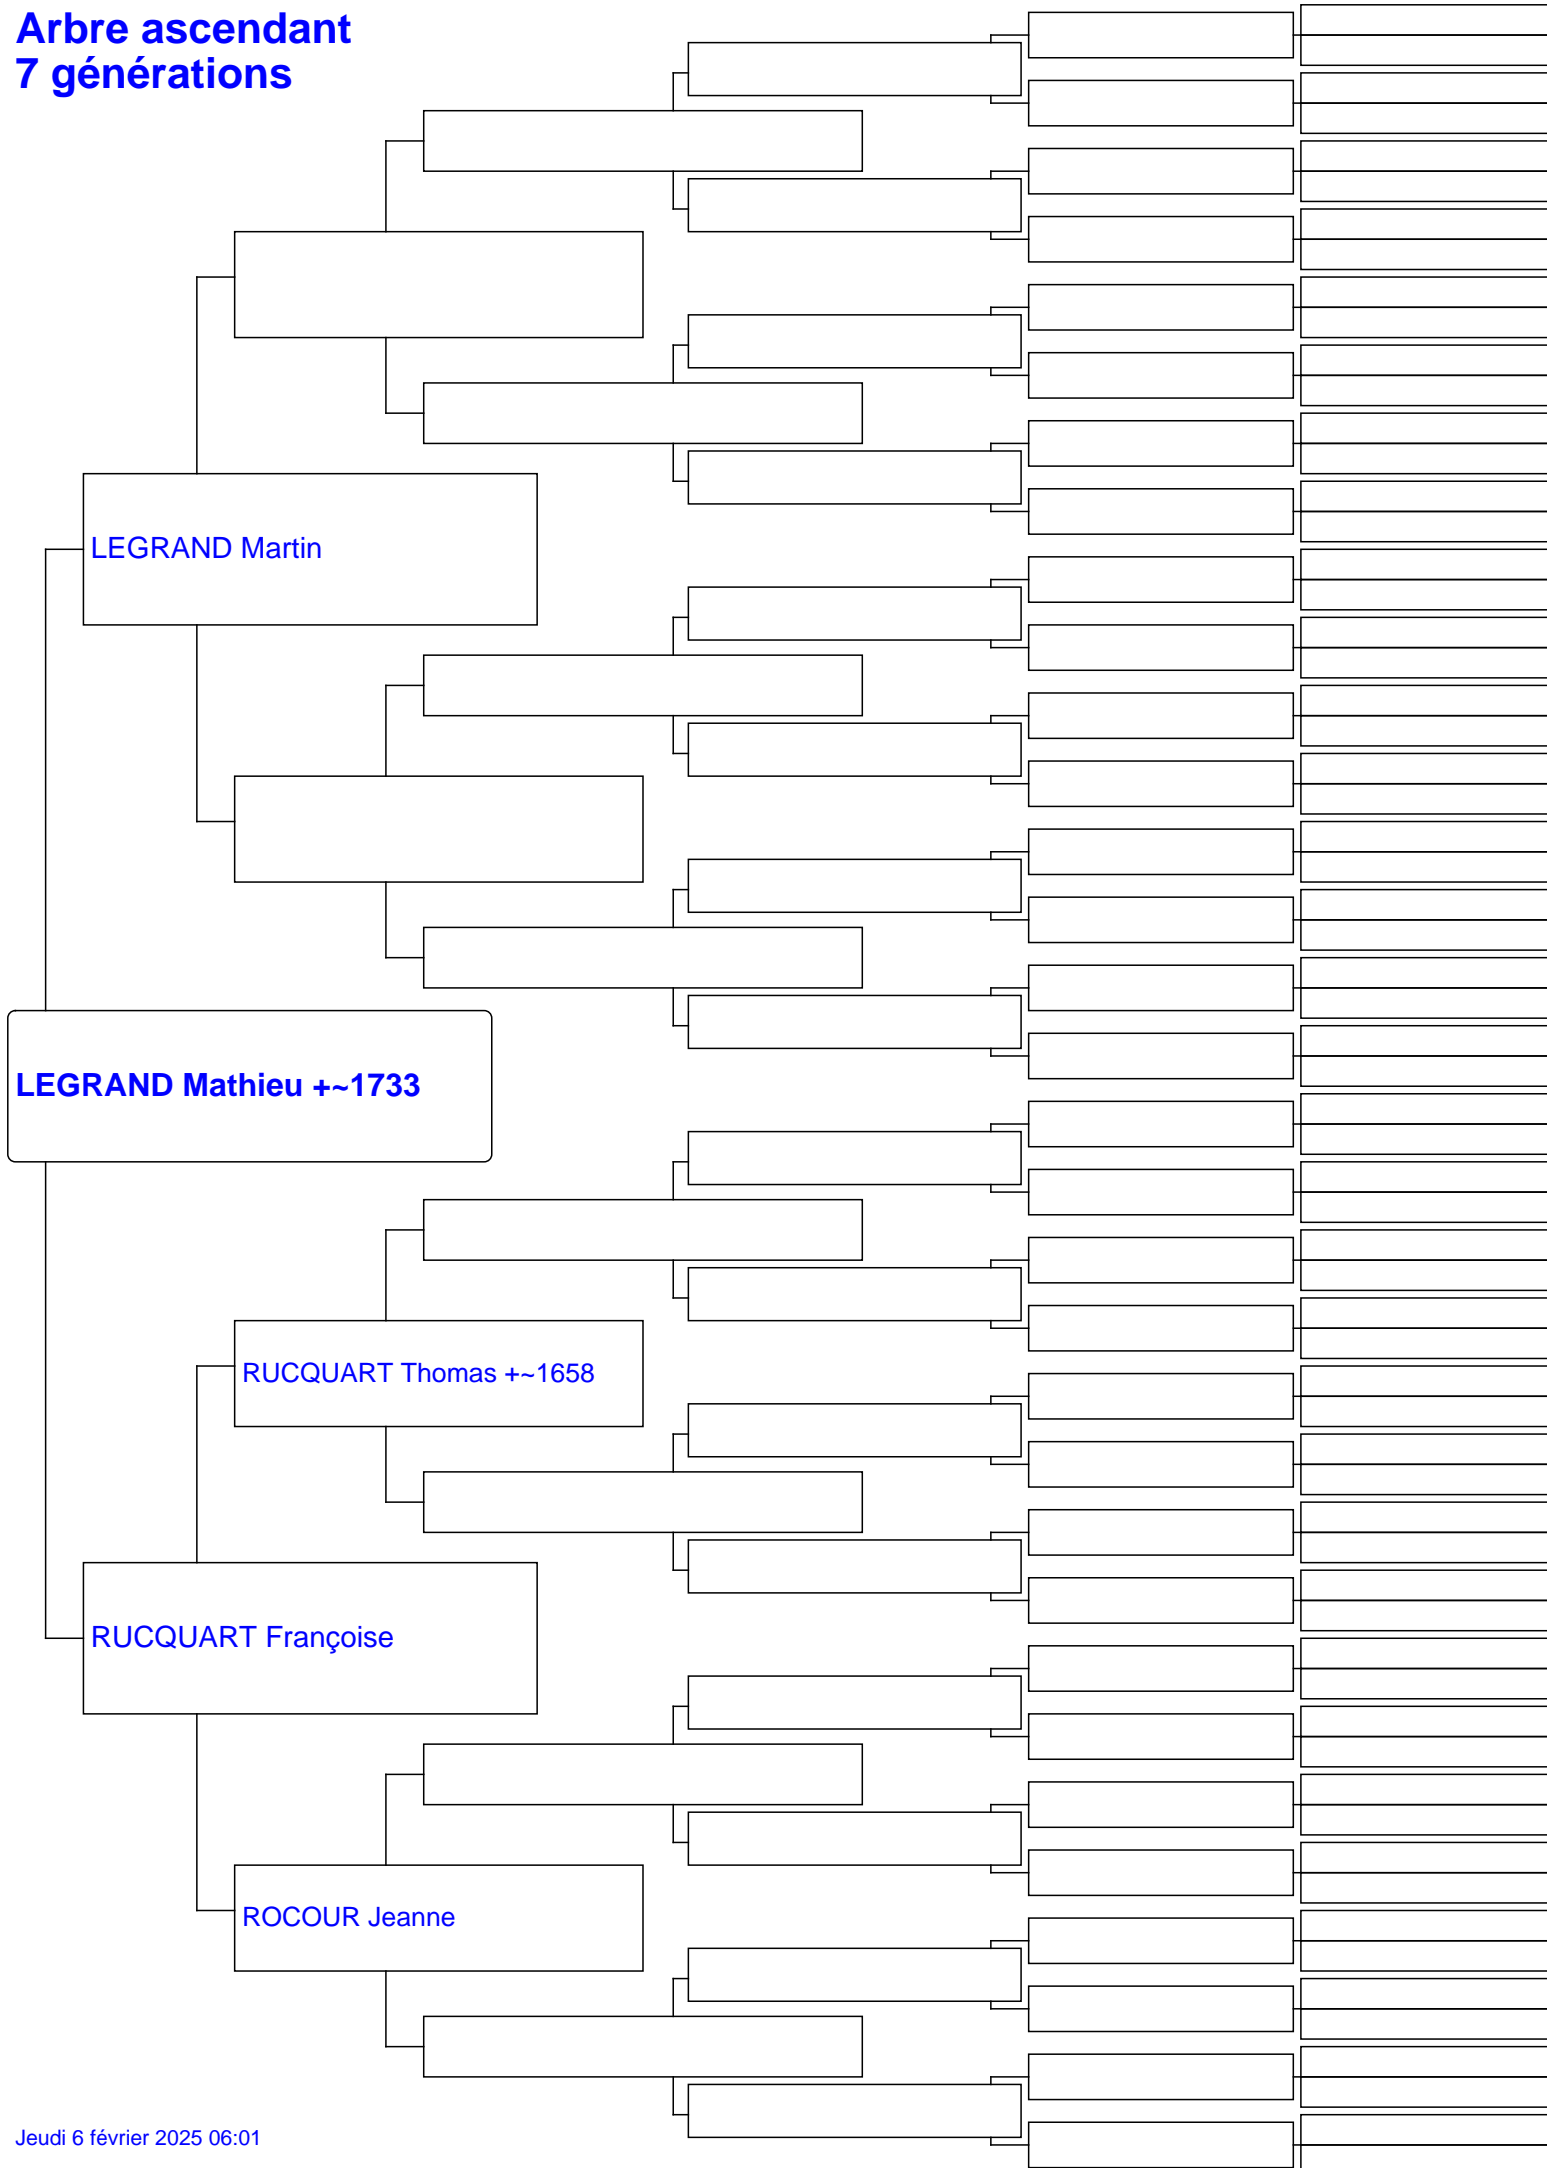 Arbre ascendant
7 générations
LEGRAND Martin
LEGRAND Mathieu +~1733
RUCQUART Thomas +~1658
RUCQUART Françoise
ROCOUR Jeanne
Jeudi 6 février 2025 06:01